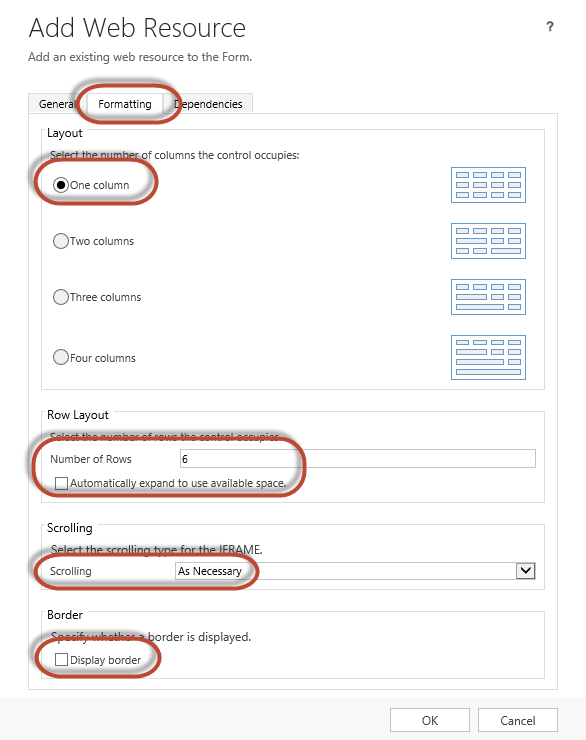 Add Web Resource
?
Add an existing web resource to the Form.
General
Formatting
Dependencies
Layout
Select the number of columns the control occupies:
One column
Two columns
Three columns
Four columns
Row Layout
Select the number of rows the control occupies.
Number of Rows 6
Automatically expand to use available space.
Scrolling
Select the scrolling type for the IFRAME.
Scrolling As Necessary
Border
Specify whether a border is displayed.
Display border
OK Cancel